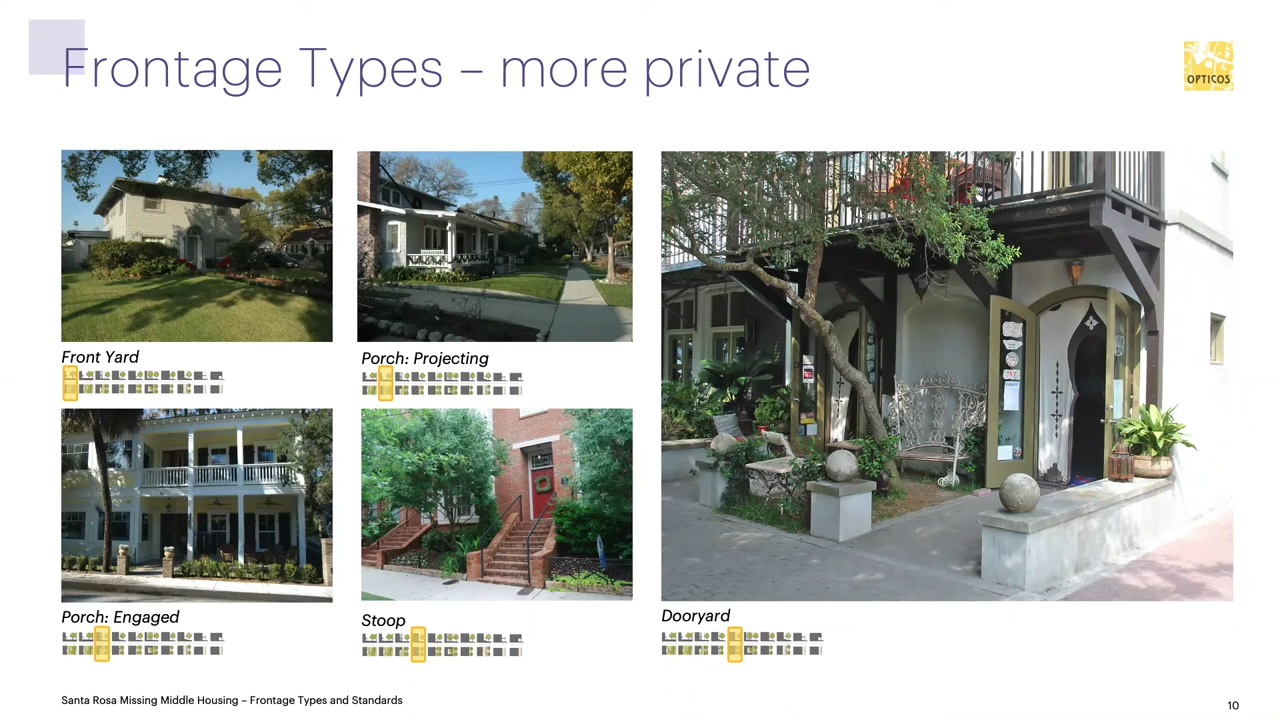 Frontage Types – more private
OPTICOS
Front Yard
Porch: Projecting
Porch: Engaged
Stoop
Dooryard
Santa Rosa Missing Middle Housing – Frontage Types and Standards
10